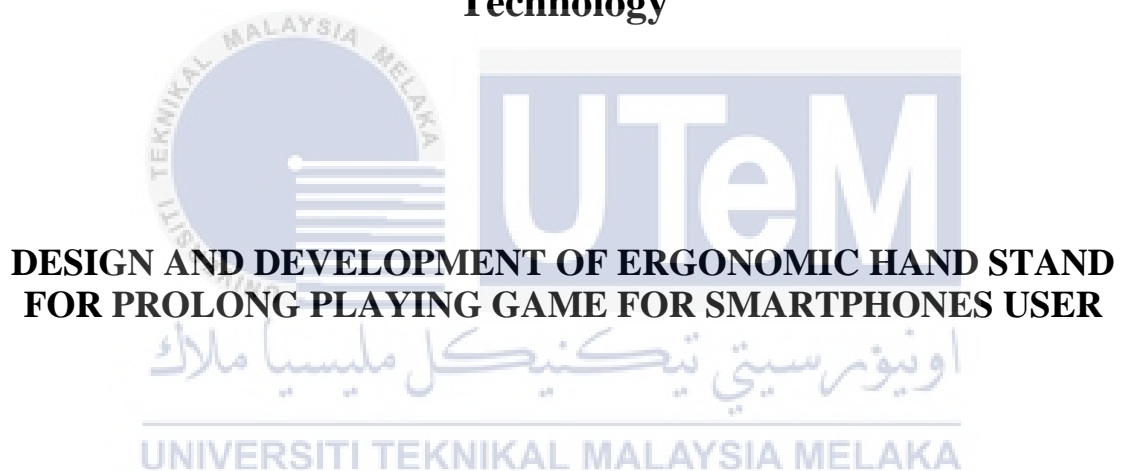 Technology
UNIVERSITI TEKNIKAL MALAYSIA MELAKA
UTeM
DESIGN AND DEVELOPMENT OF ERGONOMIC HAND STAND
FOR PROLONG PLAYING GAME FOR SMARTPHONES USER
اونيۏرسيتي تيكنيكل مليسيا ملاك
UNIVERSITI TEKNIKAL MALAYSIA MELAKA